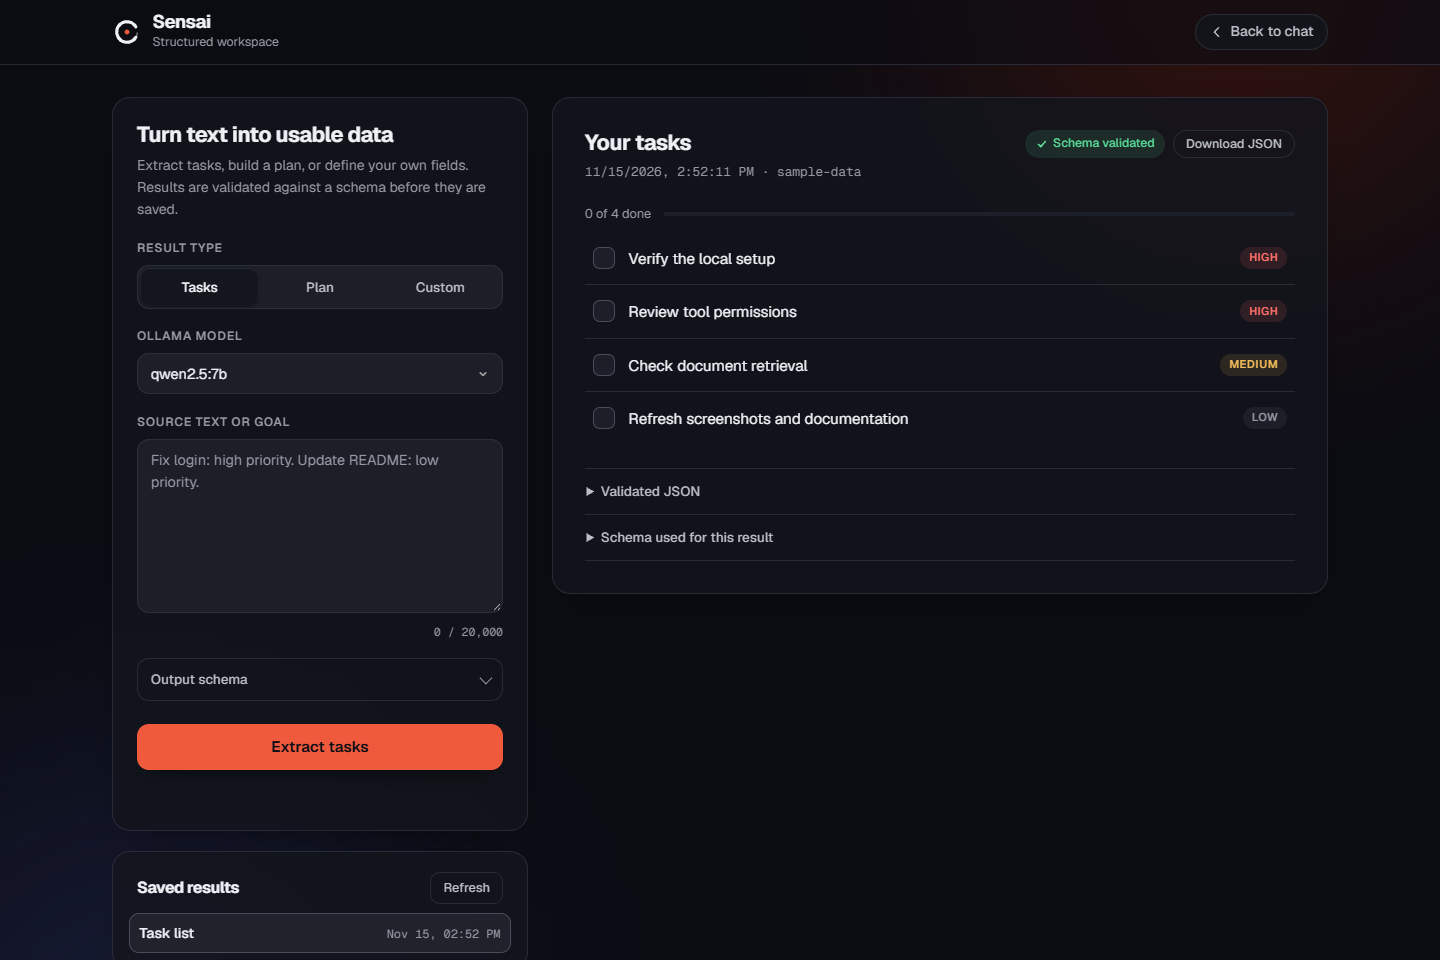 Sensai
Structured workspace
Back to chat
Turn text into usable data
Extract tasks, build a plan, or define your own fields.
Results are validated against a schema before they are
saved.
RESULT TYPE
Tasks
Plan
Custom
OLLAMA MODEL
qwen2.5:7b
SOURCE TEXT OR GOAL
Fix login: high priority. Update README: low
priority.
0 / 20,000
Output schema
Extract tasks
Saved results
Refresh
Task list
Nov 15, 02:52 PM
Your tasks
Schema validated
Download JSON
11/15/2026, 2:52:11 PM · sample-data
0 of 4 done
Verify the local setup
HIGH
Review tool permissions
HIGH
Check document retrieval
MEDIUM
Refresh screenshots and documentation
LOW
Validated JSON
Schema used for this result